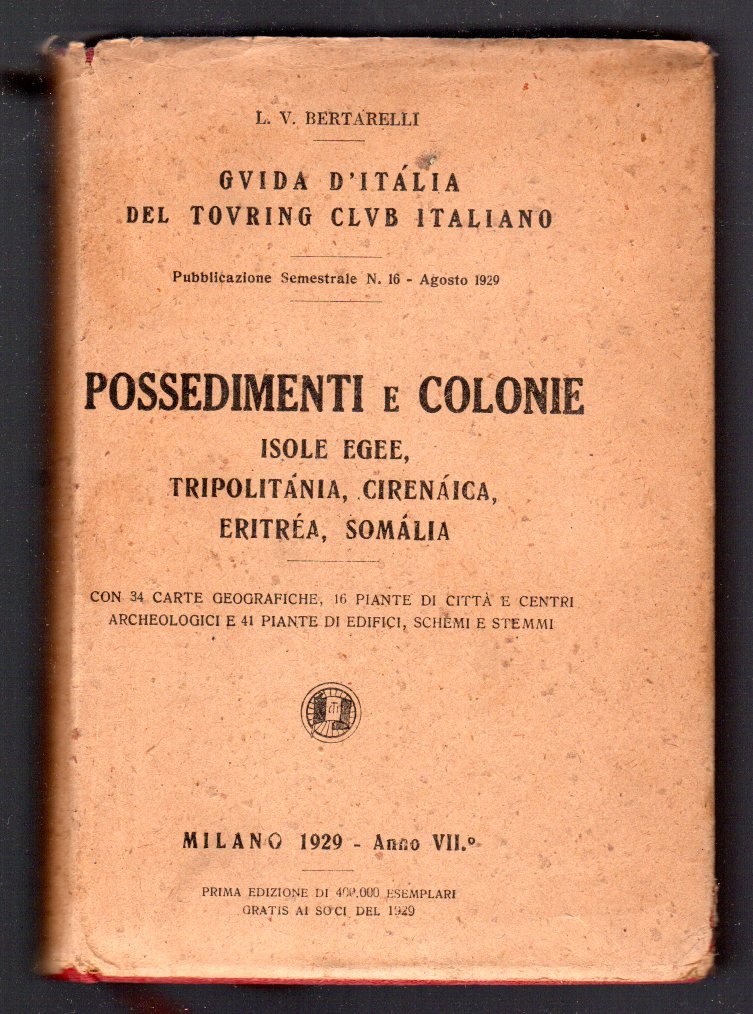 L. V. BERTARELLI
GVIDA D'ITÁLIA
DEL TOVRING CLVB ITALIANO
Pubblicazione Semestrale N. 16 - Agosto 1929
POSSEDIMENTI E COLONIE
ISOLE EGEE,
TRIPOLITÁNIA, CIRENÁICA,
ERITRÉA, SOMÁLIA
CON 34 CARTE GEOGRAFICHE, 16 PIANTE DI CITTÀ E CENTRI
ARCHEOLOGICI E 41 PIANTE DI EDIFICI, SCHEMI E STEMMI
MILANO 1929 - Anno VII.º
PRIMA EDIZIONE DI 400.000 ESEMPLARI
GRATIS AI SOCI DEL 1929